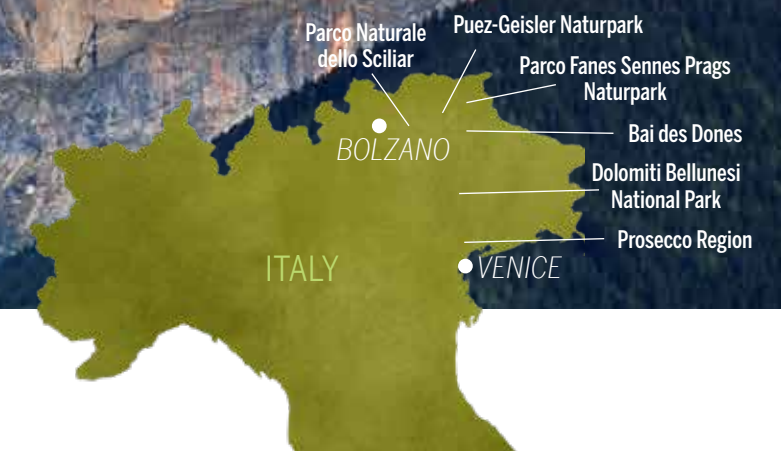 Parco Naturale
dello Sciliar
Puez-Geisler Naturpark
Parco Fanes Sennes Prags
Naturpark
BOLZANO
Bai des Dones
Dolomiti Bellunesi
National Park
Prosecco Region
ITALY
VENICE